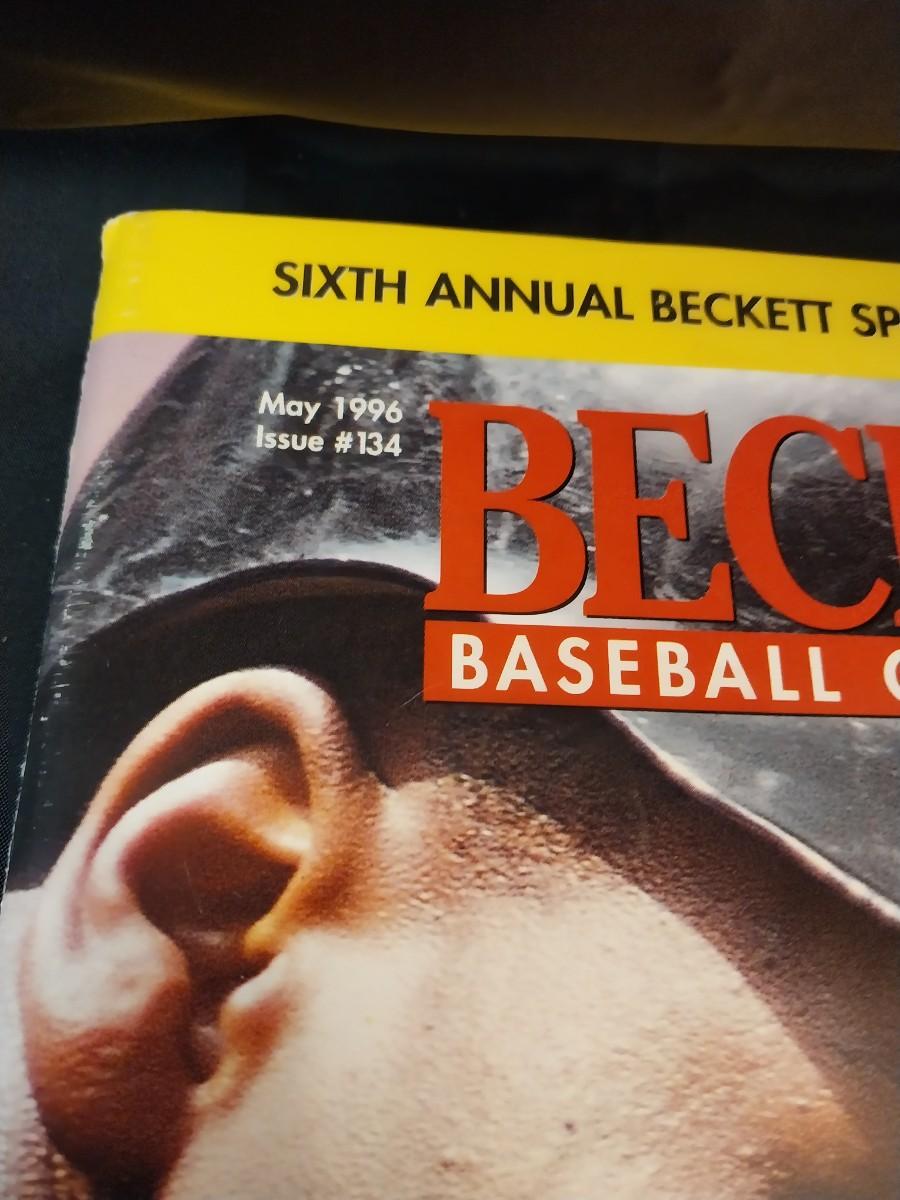 SIXTH ANNUAL BECKETT SP
May 1996
Issue #134
BEC
BASEBALL